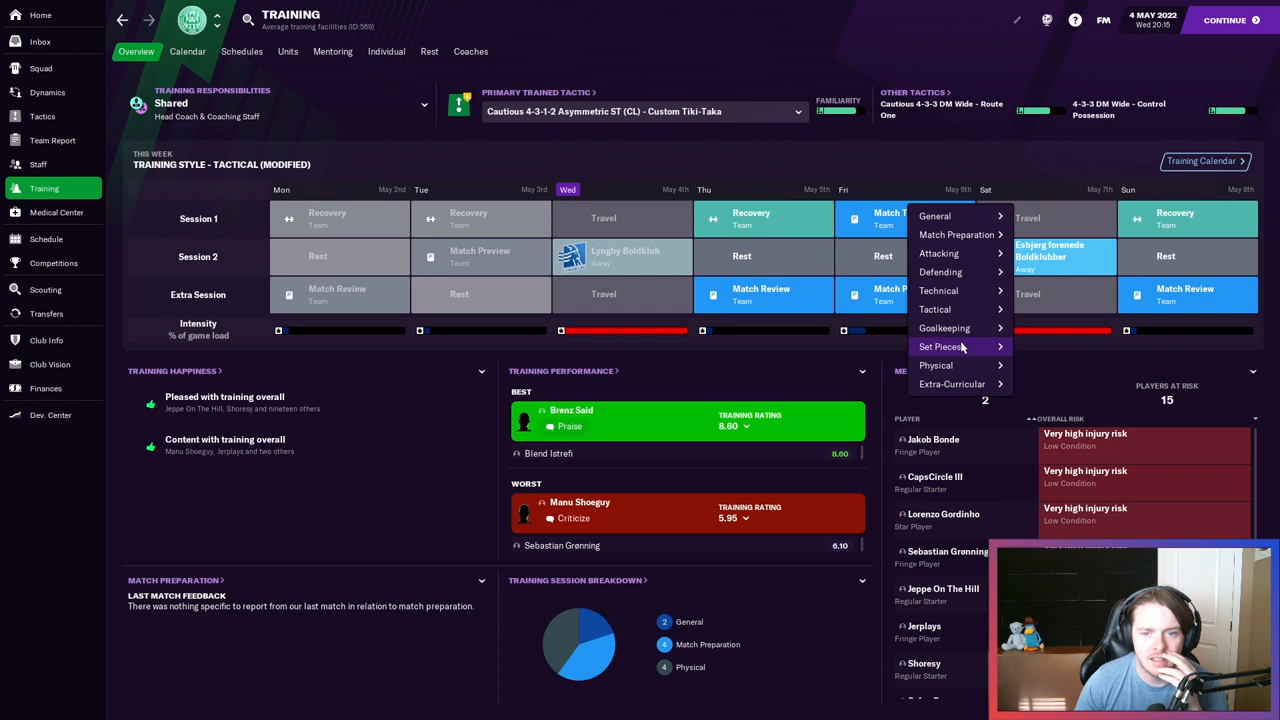 Home
Inbox
Squad
Dynamics
Tactics
Team Report
Staff
Training
Medical Center
Schedule
Competitions
Scouting
Transfers
Club Info
Club Vision
Finances
Dev. Center
TRAINING
Average training facilities (ID:569)
FM
4 MAY 2022
Wed 20:15
CONTINUE
Overview
Calendar
Schedules
Units
Mentoring
Individual
Rest
Coaches
TRAINING RESPONSIBILITIES
Shared
Head Coach & Coaching Staff
PRIMARY TRAINED TACTIC
Cautious 4-3-1-2 Asymmetric ST (CL) - Custom Tiki-Taka
FAMILIARITY
OTHER TACTICS
Cautious 4-3-3 DM Wide - Route One
4-3-3 DM Wide - Control Possession
THIS WEEK
TRAINING STYLE - TACTICAL (MODIFIED)
Training Calendar
Mon May 2nd
Tue May 3rd
Wed May 4th
Thu May 5th
Fri May 6th
Sat May 7th
Sun May 8th
Session 1
Recovery
Team
Recovery
Team
Travel
Recovery
Team
Match T
Team
Travel
Recovery
Team
Session 2
Rest
Match Preview
Team
Lyngby Boldklub
Away
Rest
Rest
Esbjerg forenede Boldklubber
Away
Rest
Extra Session
Match Review
Team
Rest
Travel
Match Review
Team
Match P
Team
Travel
Match Review
Team
Intensity
% of game load
General
Match Preparation
Attacking
Defending
Technical
Tactical
Goalkeeping
Set Pieces
Physical
Extra-Curricular
TRAINING HAPPINESS
Pleased with training overall
Jeppe On The Hill, Shoresy and nineteen others
Content with training overall
Manu Shoeguy, Jerplays and two others
TRAINING PERFORMANCE
BEST
Brenz Said
Praise
TRAINING RATING
8.60
Blend Istrefi
8.60
WORST
Manu Shoeguy
Criticize
TRAINING RATING
5.95
Sebastian Grønning
6.10
ME
2
PLAYERS AT RISK
15
PLAYER
OVERALL RISK
Jakob Bonde
Fringe Player
Very high injury risk
Low Condition
CapsCircle III
Regular Starter
Very high injury risk
Low Condition
Lorenzo Gordinho
Star Player
Very high injury risk
Low Condition
Sebastian Grønning
Fringe Player
Jeppe On The Hill
Regular Starter
Jerplays
Fringe Player
Shoresy
Regular Starter
MATCH PREPARATION
LAST MATCH FEEDBACK
There was nothing specific to report from our last match in relation to match preparation.
TRAINING SESSION BREAKDOWN
2 General
4 Match Preparation
4 Physical